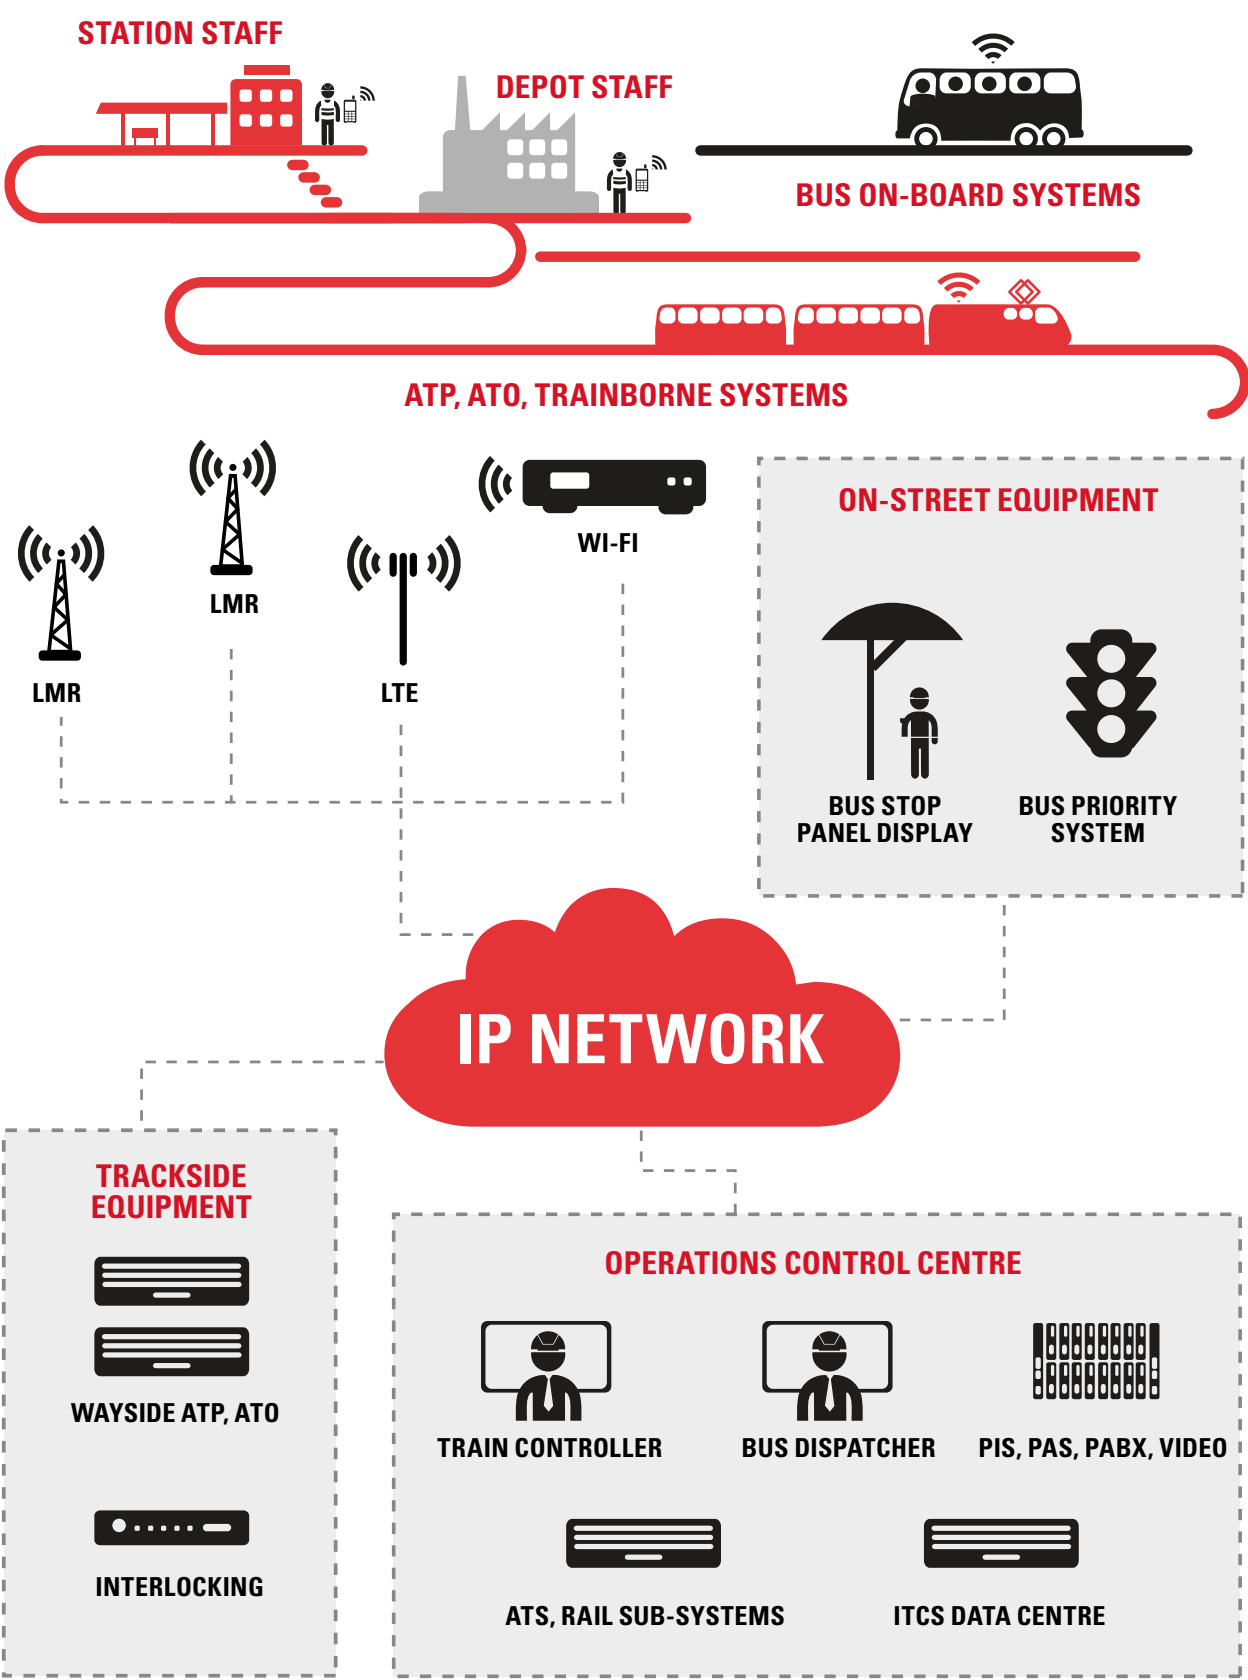 STATION STAFF
DEPOT STAFF
BUS ON-BOARD SYSTEMS
ATP, ATO, TRAINBORNE SYSTEMS
WI-FI
LMR
LMR
LTE
ON-STREET EQUIPMENT
BUS STOP
PANEL DISPLAY
BUS PRIORITY
SYSTEM
IP NETWORK
TRACKSIDE
EQUIPMENT
WAYSIDE ATP, ATO
INTERLOCKING
OPERATIONS CONTROL CENTRE
TRAIN CONTROLLER
BUS DISPATCHER
PIS, PAS, PABX, VIDEO
ATS, RAIL SUB-SYSTEMS
ITCS DATA CENTRE